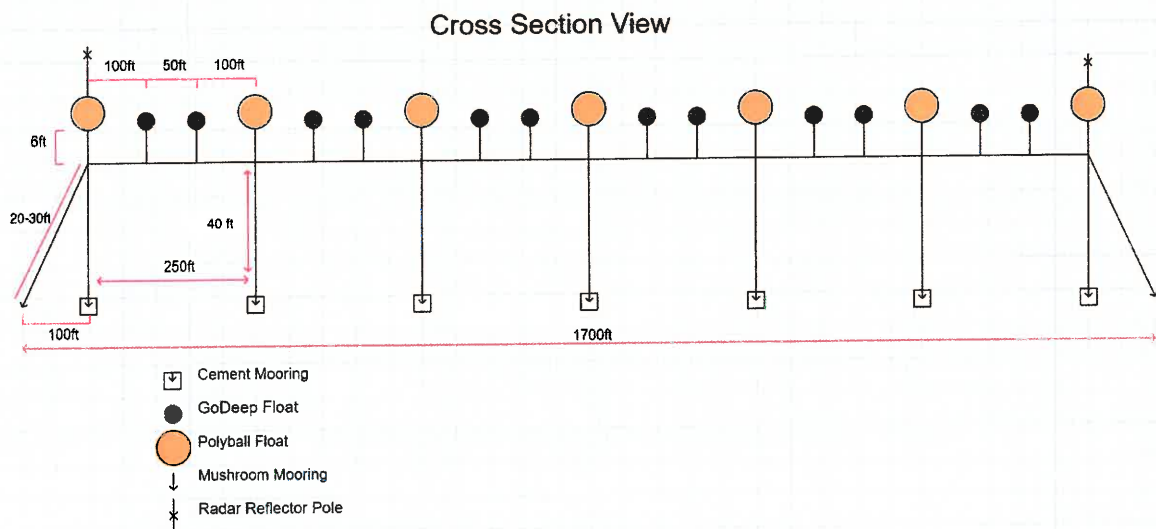 Cross Section View
100ft
50ft
100ft
6ft
20-30ft
40 ft
250ft
100ft
1700ft
Cement Mooring
GoDeep Float
Polyball Float
Mushroom Mooring
Radar Reflector Pole